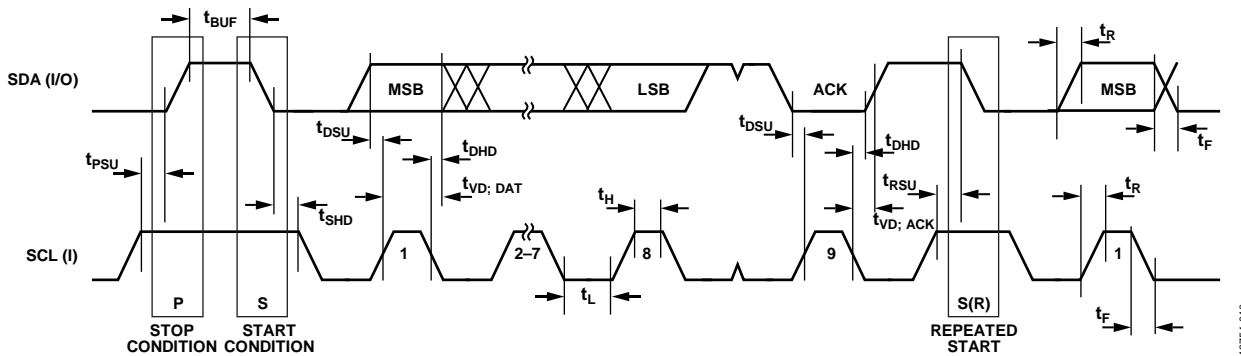 tBUF
tR
SDA (I/O)
MSB
LSB
ACK
MSB
tDSU
tDHD
tDSU
tDHD
tF
tPSU
tVD; DAT
tRSU
tR
tSHD
tH
tVD; ACK
SCL (I)
1
2–7
8
9
1
tL
P
S
S(R)
tF
STOP
CONDITION
START
CONDITION
REPEATED
START